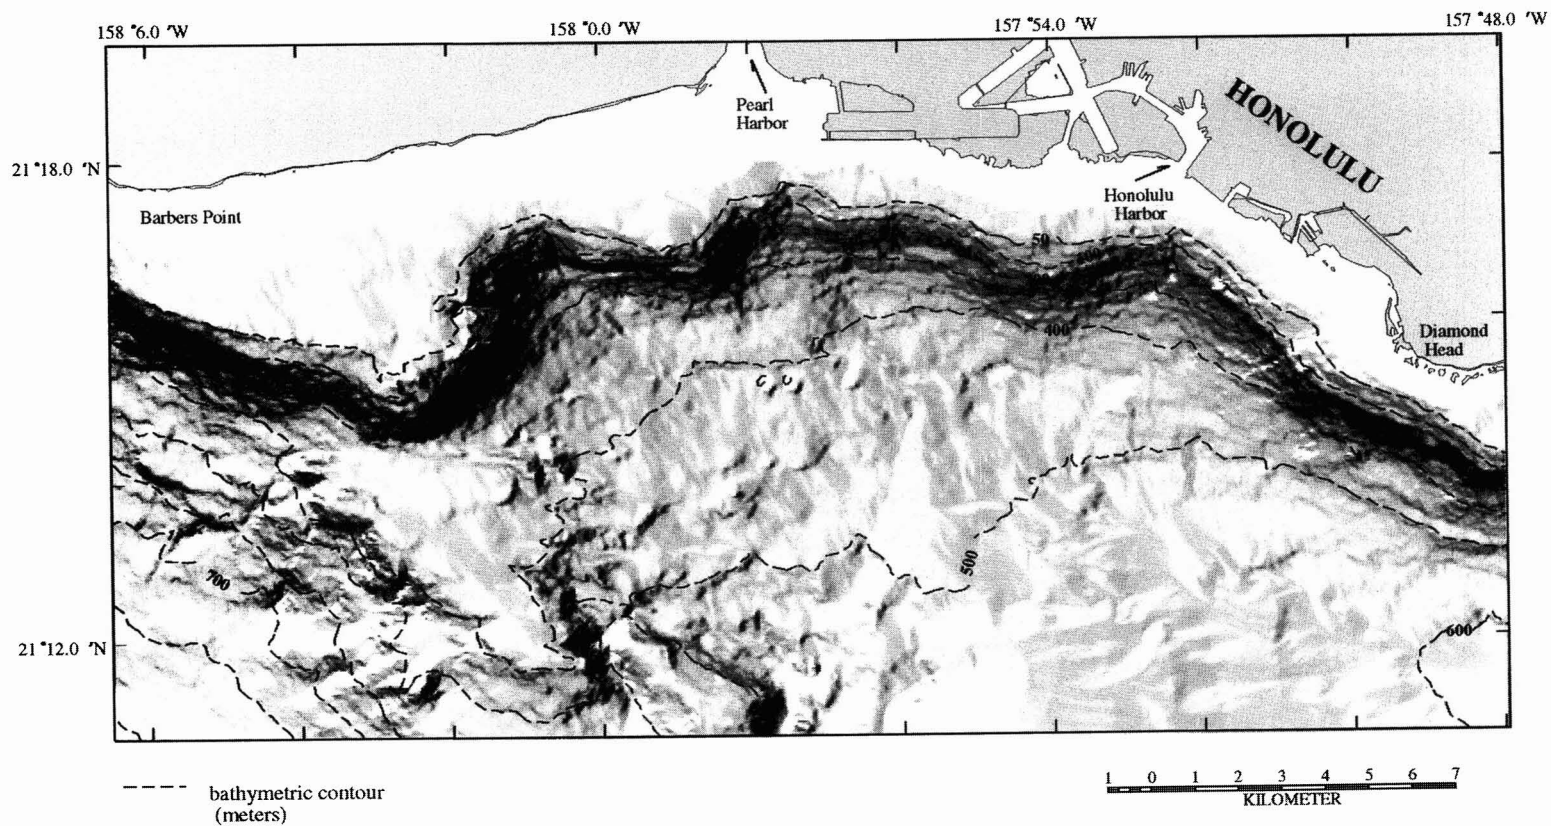 158 °6.0 'W
158 °0.0 'W
157 °54.0 'W
157 °48.0 'W
HONOLULU
Pearl
Harbor
21 °18.0 'N
Honolulu
Harbor
Barbers Point
50
400
Diamond
Head
500
700
600
21 °12.0 'N
bathymetric contour
(meters)
1 0 1 2 3 4 5 6 7
KILOMETER